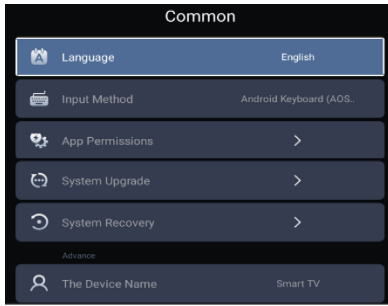 Common
Language English
Input Method Android Keyboard (AOS..
App Permissions
System Upgrade
System Recovery
Advance
The Device Name Smart TV